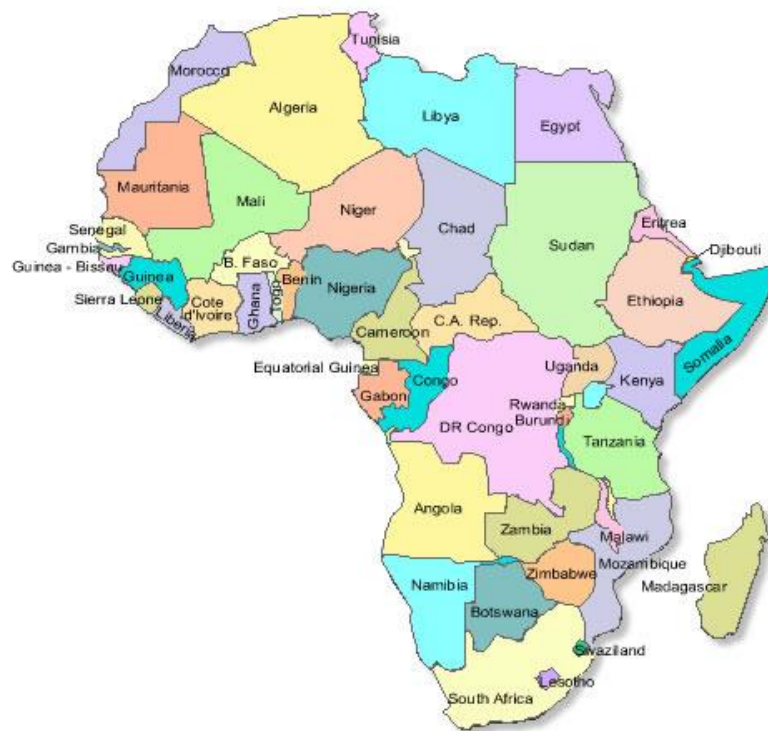 Tunisia
Morocco
Algeria
Libya
Egypt
Mauritania
Mali
Niger
Chad
Sudan
Eritrea
Senegal
Gambia
Guinea - Bissau
Guinea
B. Faso
Benin
Nigeria
Djibouti
Ethiopia
Sierra Leone
Liberia
Cote
d'Ivoire
Ghana
Togo
Cameroon
C.A. Rep.
Somalia
Equatorial Guinea
Gabon
Congo
Uganda
Kenya
Rwanda
Burundi
DR Congo
Tanzania
Angola
Zambia
Malawi
Mozambique
Madagascar
Namibia
Zimbabwe
Botswana
Swaziland
Lesotho
South Africa